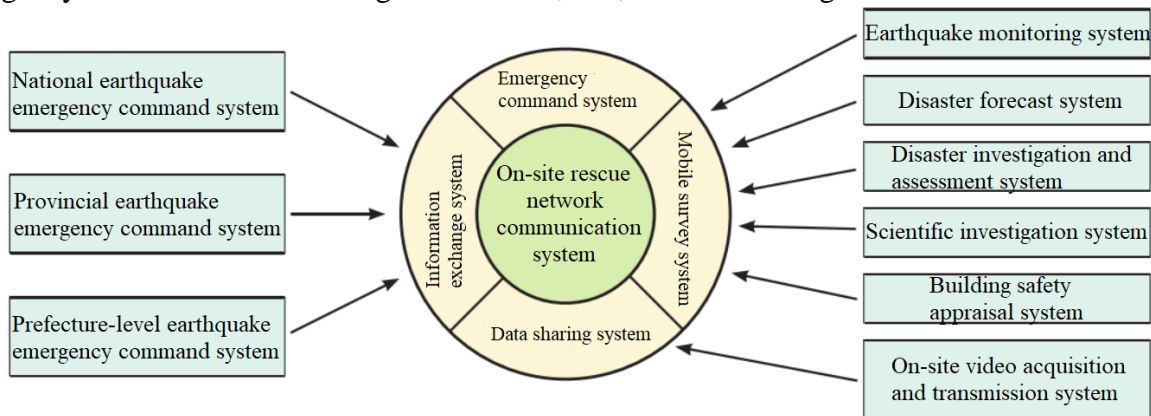 National earthquake
emergency command system
Provincial earthquake
emergency command system
Prefecture-level earthquake
emergency command system
Emergency
command system
Information
exchange system
On-site rescue
network
communication
system
Mobile survey system
Data sharing system
Earthquake monitoring system
Disaster forecast system
Disaster investigation and
assessment system
Scientific investigation system
Building safety
appraisal system
On-site video acquisition
and transmission system